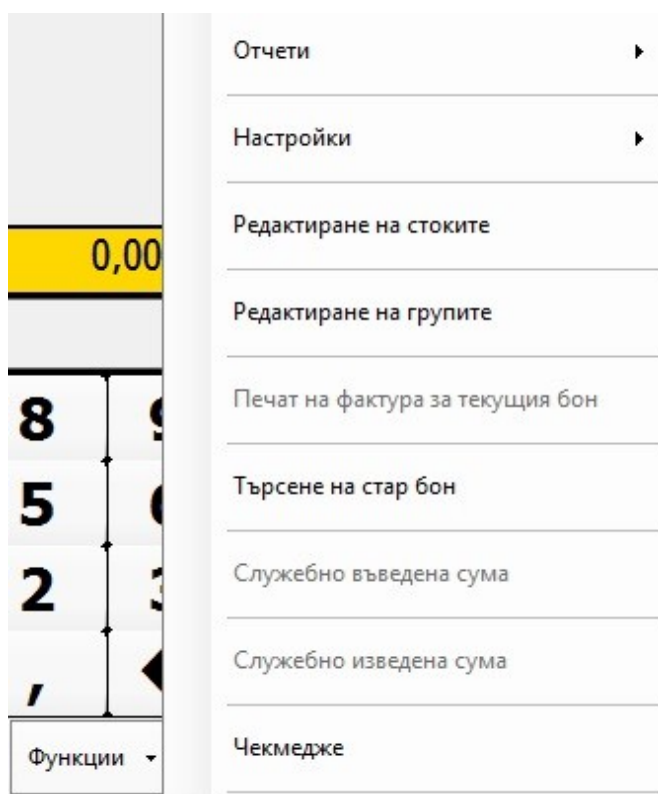 Отчети
Настройки
Редактиране на стоките
0,00
Редактиране на групите
8
Печат на фактура за текущия бон
5
Търсене на стар бон
2
Служебно въведена сума
,
Служебно изведена сума
Функции
Чекмедже